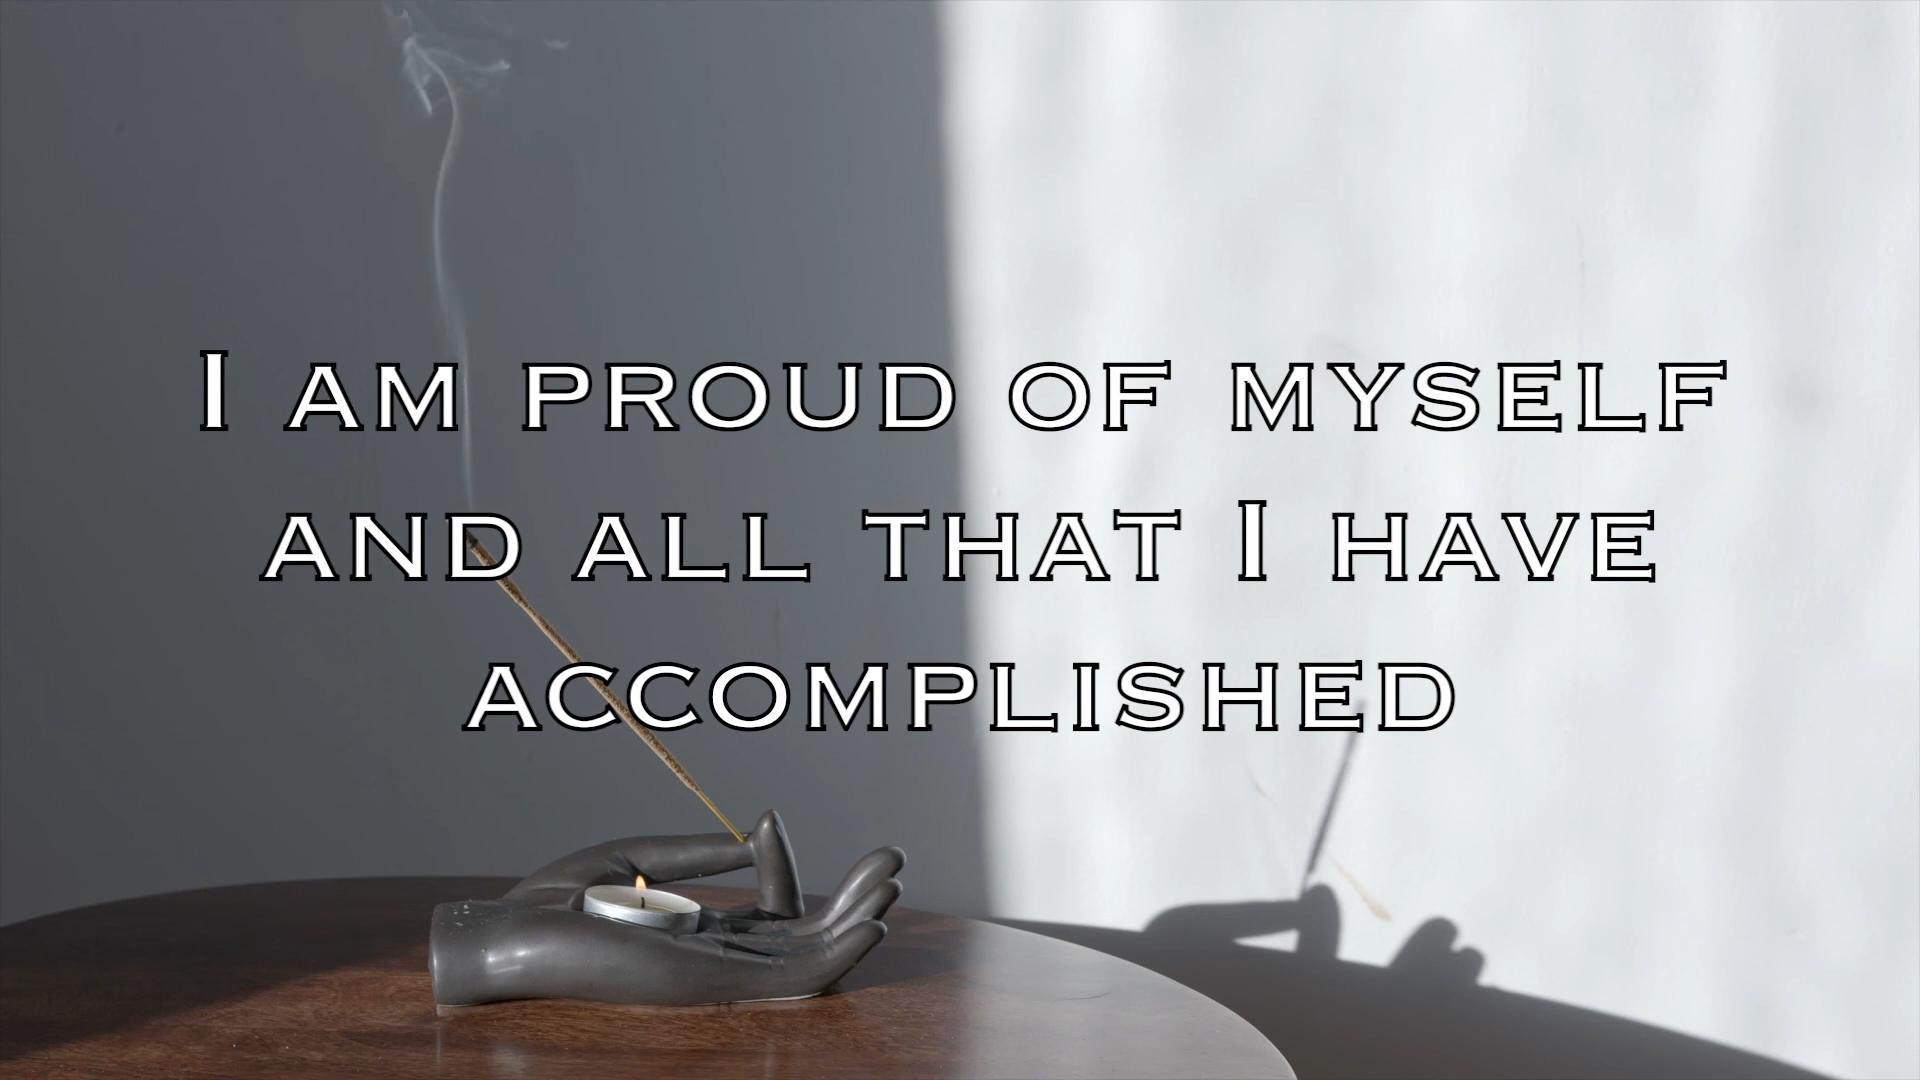 I AM PROUD OF MYSELF
AND ALL THAT I HAVE
ACCOMPLISHED